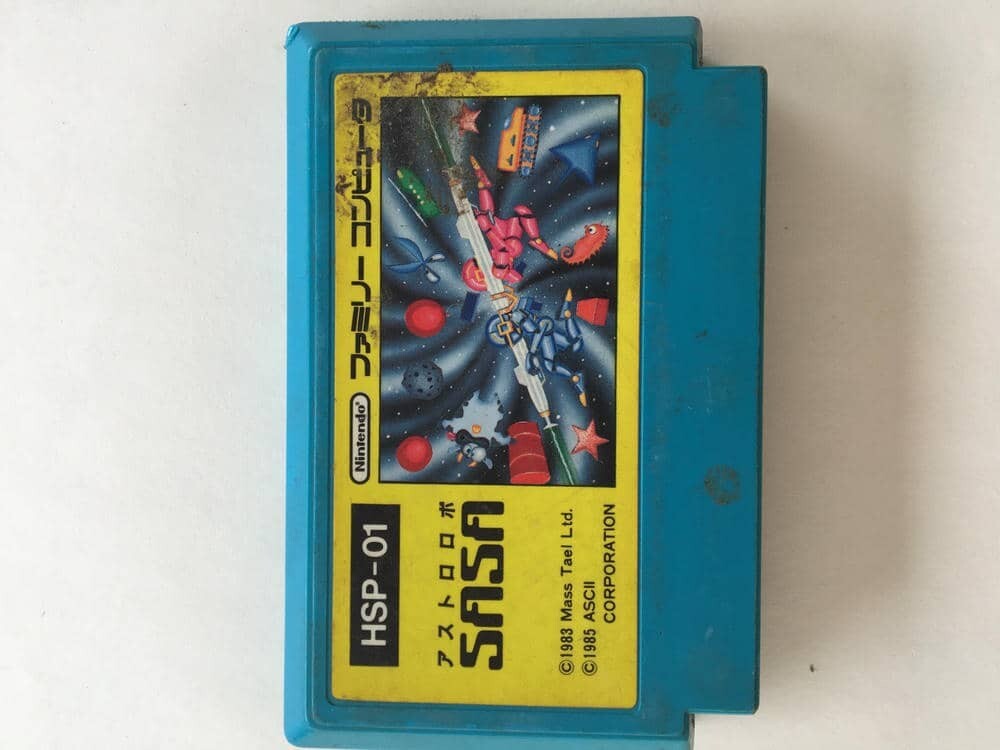 HSP-01
Nintendo® ファミリー コンピュータ
アストロロボ
SASA
©1983 Mass Tael Ltd.
©1985 ASCII
CORPORATION